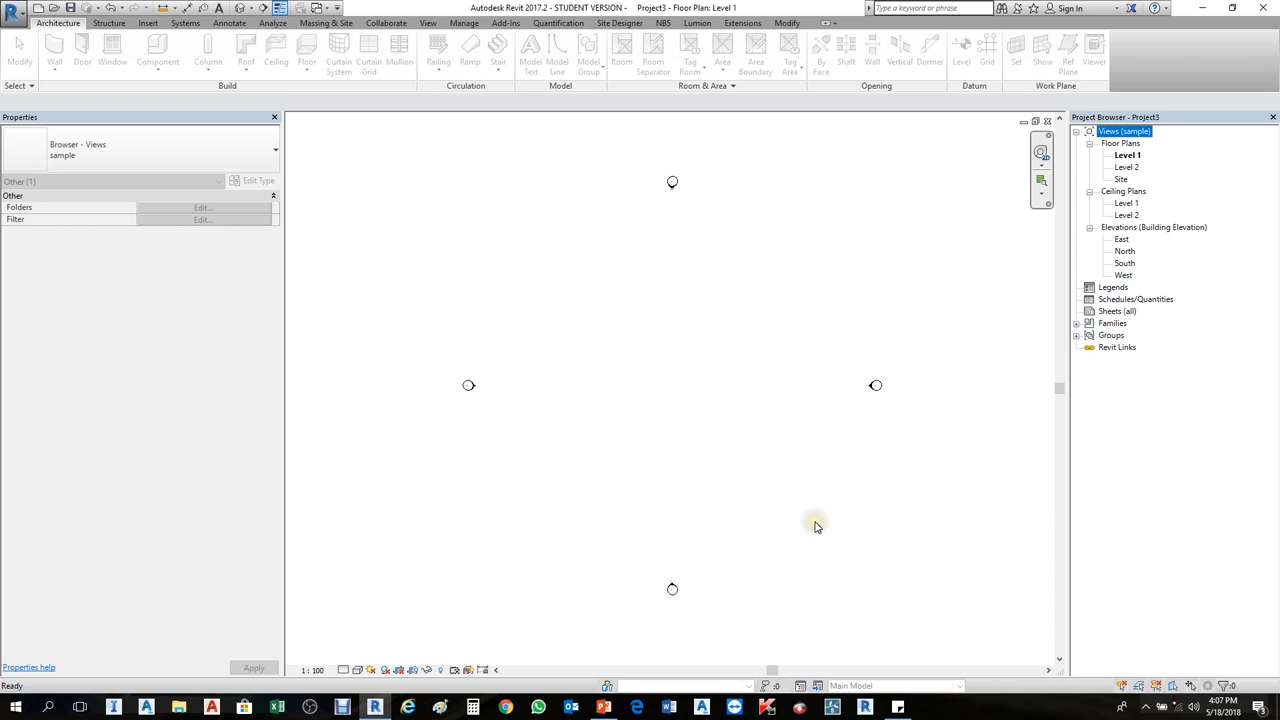 Autodesk Revit 2017.2 - STUDENT VERSION - Project3 - Floor Plan: Level 1
Type a keyword or phrase
Sign In
Architecture Structure Insert Systems Annotate Analyze Massing & Site Collaborate View Manage Add-Ins Quantification Site Designer NBS Lumion Extensions Modify
Modify Wall Door Window Component Column Roof Ceiling Floor Curtain System Curtain Grid Mullion Railing Ramp Stair Model Text Model Line Model Group Room Room Separator Tag Room Area Area Boundary Tag Area By Face Shaft Wall Vertical Dormer Level Grid Set Show Ref Plane Viewer
Select Build Circulation Model Room & Area Opening Datum Work Plane
Properties
Browser - Views
sample
Other (1)
Edit Type
Other
Folders Edit...
Filter Edit...
Properties help
Apply
2D
Project Browser - Project3
Views (sample)
Floor Plans
Level 1
Level 2
Site
Ceiling Plans
Level 1
Level 2
Elevations (Building Elevation)
East
North
South
West
Legends
Schedules/Quantities
Sheets (all)
Families
Groups
Revit Links
1 : 100
Ready
:0
Main Model
:0
4:07 PM
5/18/2018